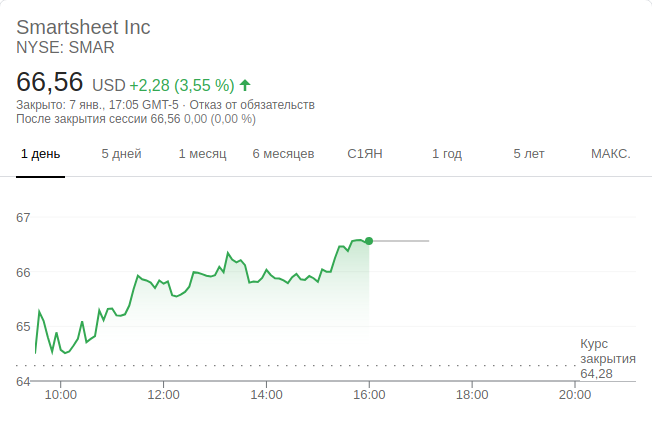 Smartsheet Inc
NYSE: SMAR
66,56 USD +2,28 (3,55 %)
Закрыто: 7 янв., 17:05 GMT-5 · Отказ от обязательств
После закрытия сессии 66,56 0,00 (0,00 %)
1 день 5 дней 1 месяц 6 месяцев С1ЯН 1 год 5 лет МАКС.
67
66
65
Курс
закрытия
64,28
64
10:00 12:00 14:00 16:00 18:00 20:00